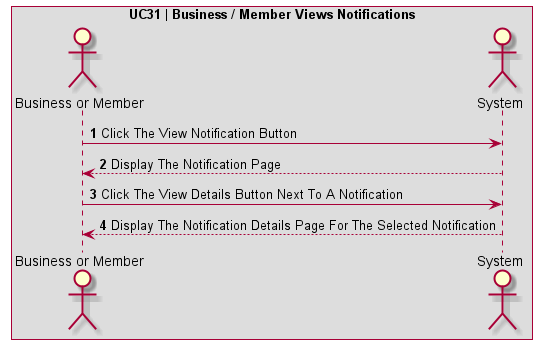 UC31 | Business / Member Views Notifications
Business or Member System
1 Click The View Notification Button
2 Display The Notification Page
3 Click The View Details Button Next To A Notification
4 Display The Notification Details Page For The Selected Notification
Business or Member System